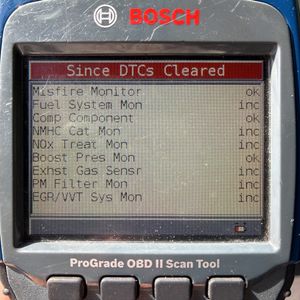 BOSCH
Since DTCs Cleared
Misfire Monitor ok
Fuel System Mon inc
Comp Component ok
NMHC Cat Mon inc
NOx Treat Mon inc
Boost Pres Mon ok
Exhst Gas Sensr inc
PM Filter Mon inc
EGR/VVT Sys Mon inc
ProGrade OBD II Scan Tool